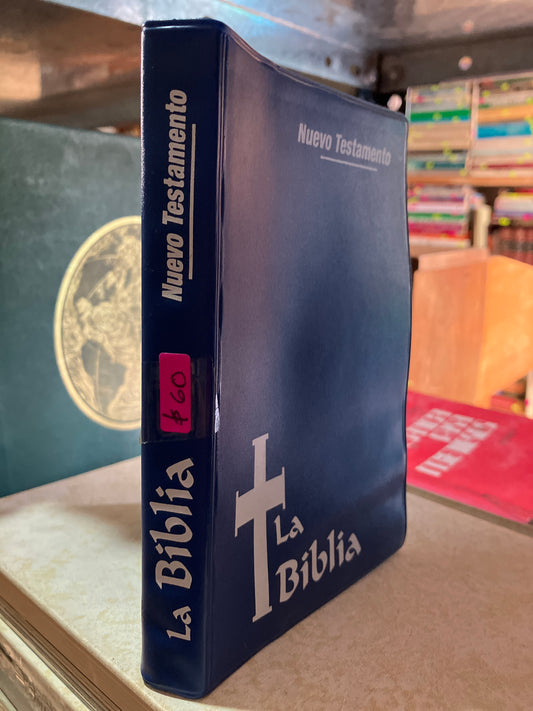 Nuevo Testamento
$60
La Biblia
Nuevo Testamento
La
Biblia